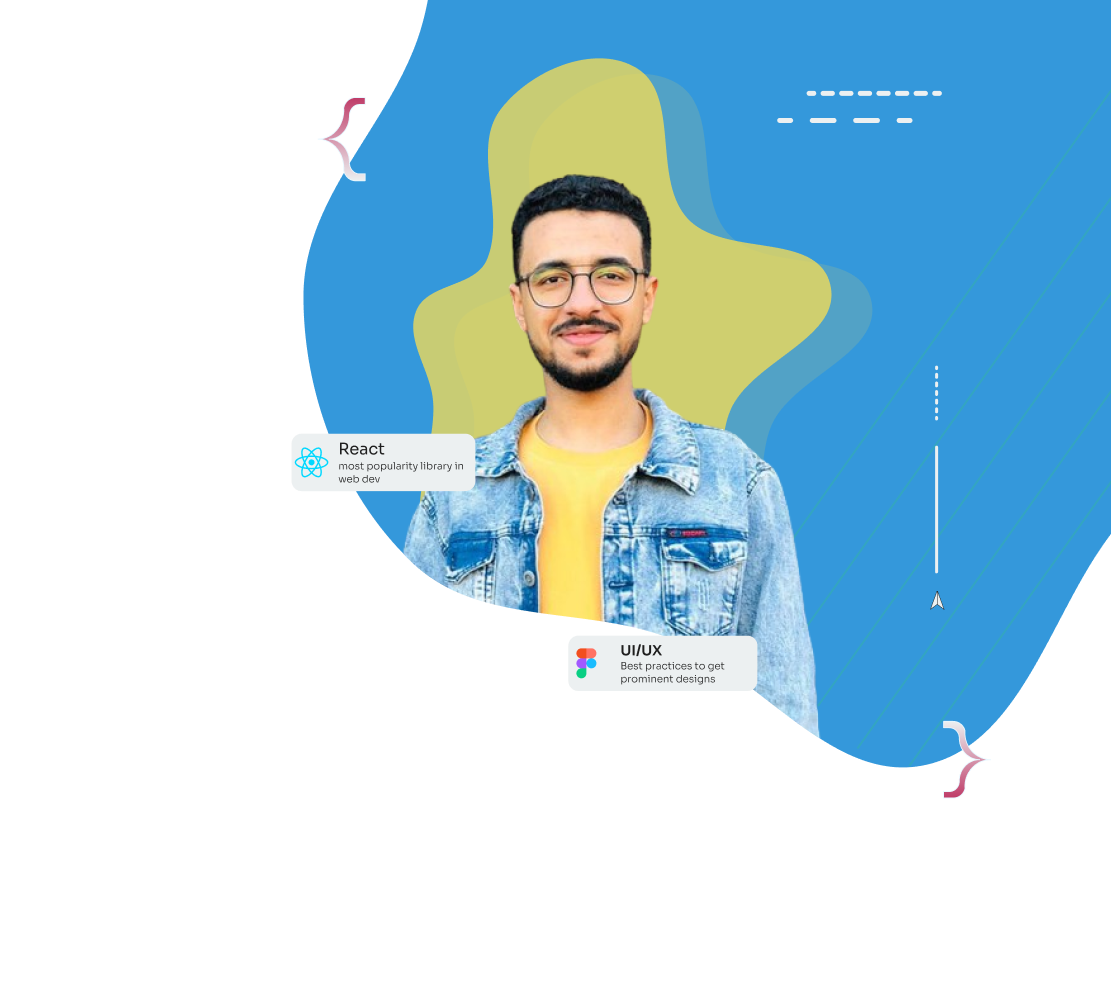 React
most popularity library in
web dev
UI/UX
Best practices to get
prominent designs